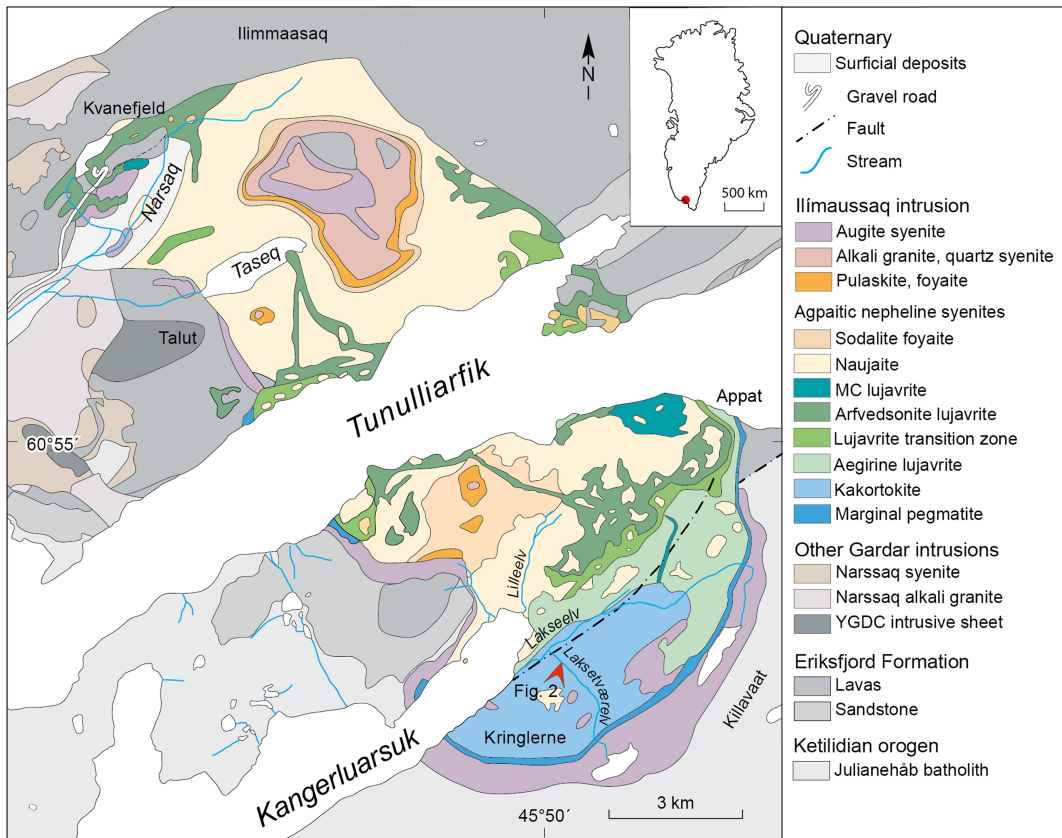 Ilimmaasaq
N
Kvanefjeld
500 km
Narsaq
Taseq
Talut
Tunulliarfik
Appat
60°55´
Lilleelv
Lakseelv
Laksetværelv
Fig. 2
Killavaat
Kringlerne
Kangerluarsuk
45°50´
3 km
Quaternary
Surficial deposits
Gravel road
Fault
Stream
Ilímaussaq intrusion
Augite syenite
Alkali granite, quartz syenite
Pulaskite, foyaite
Agpaitic nepheline syenites
Sodalite foyaite
Naujaite
MC lujavrite
Arfvedsonite lujavrite
Lujavrite transition zone
Aegirine lujavrite
Kakortokite
Marginal pegmatite
Other Gardar intrusions
Narssaq syenite
Narssaq alkali granite
YGDC intrusive sheet
Eriksfjord Formation
Lavas
Sandstone
Ketilidian orogen
Julianehåb batholith